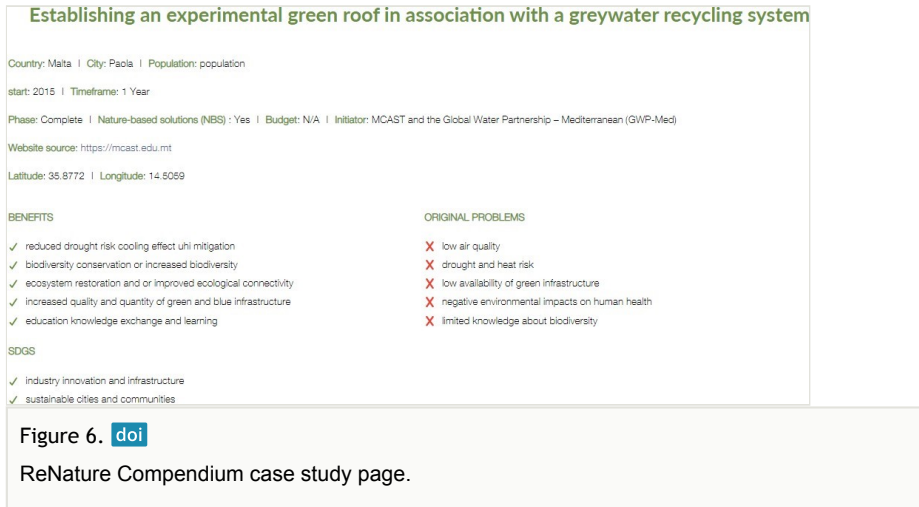 Establishing an experimental green roof in association with a greywater recycling system
Country: Malta | City: Paola | Population: population
start: 2015 | Timeframe: 1 Year
Phase: Complete | Nature-based solutions (NBS) : Yes | Budget: N/A | Initiator: MCAST and the Global Water Partnership – Mediterranean (GWP-Med)
Website source: https://mcast.edu.mt
Latitude: 35.8772 | Longitude: 14.5059
BENEFITS
reduced drought risk cooling effect uhi mitigation
biodiversity conservation or increased biodiversity
ecosystem restoration and or improved ecological connectivity
increased quality and quantity of green and blue infrastructure
education knowledge exchange and learning
ORIGINAL PROBLEMS
low air quality
drought and heat risk
low availability of green infrastructure
negative environmental impacts on human health
limited knowledge about biodiversity
SDGS
industry innovation and infrastructure
sustainable cities and communities
Figure 6. doi
ReNature Compendium case study page.